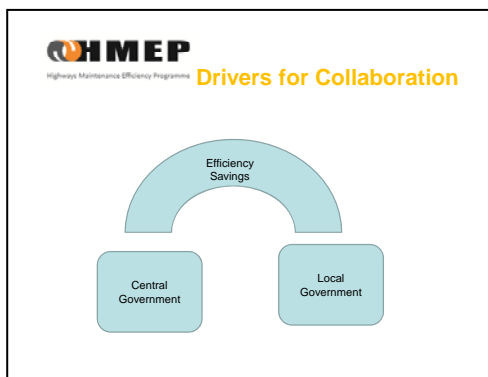 HMEP
Highways Maintenance Efficiency Programme
Drivers for Collaboration
Efficiency
Savings
Central
Government
Local
Government